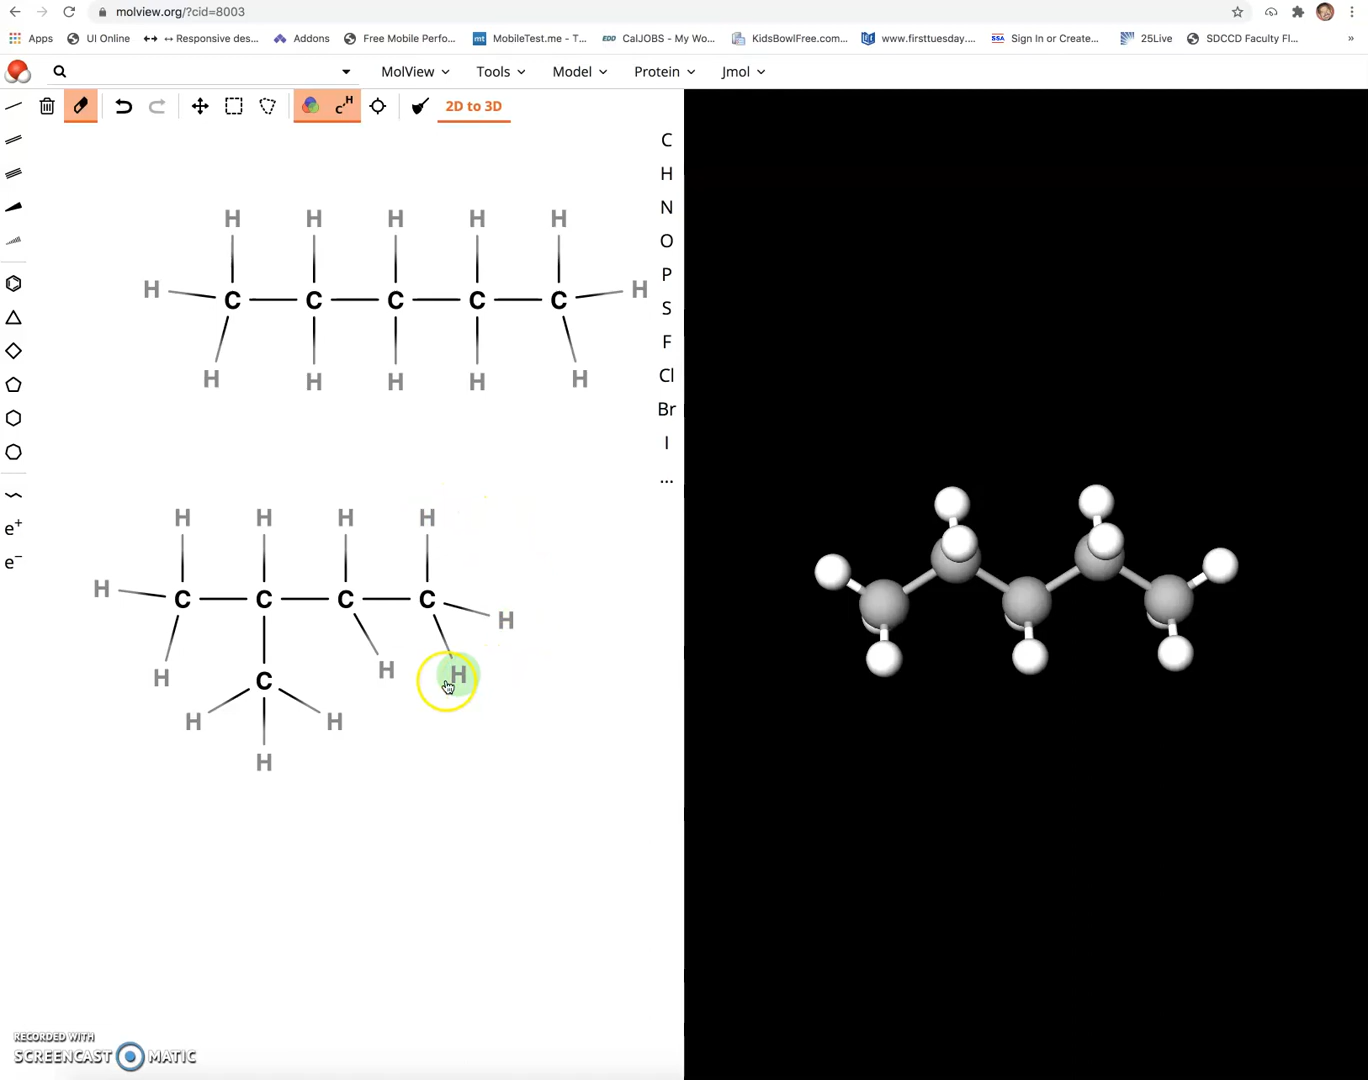 molview.org/?cid=8003
Apps UI Online Responsive des... Addons Free Mobile Perfo... MobileTest.me - T... EDD CalJOBS - My Wo... KidsBowlFree.com... www.firsttuesday.... SSA Sign In or Create... 25Live SDCCD Faculty Fl... »
MolView Tools Model Protein Jmol
C H 2D to 3D
C
H
N
O
P
S
F
Cl
Br
I
...
e+
e−
H H H H H
H C C C C C H
H H H H H
H H H H
H C C C C H
H C H H
H H
H
RECORDED WITH
SCREENCAST MATIC